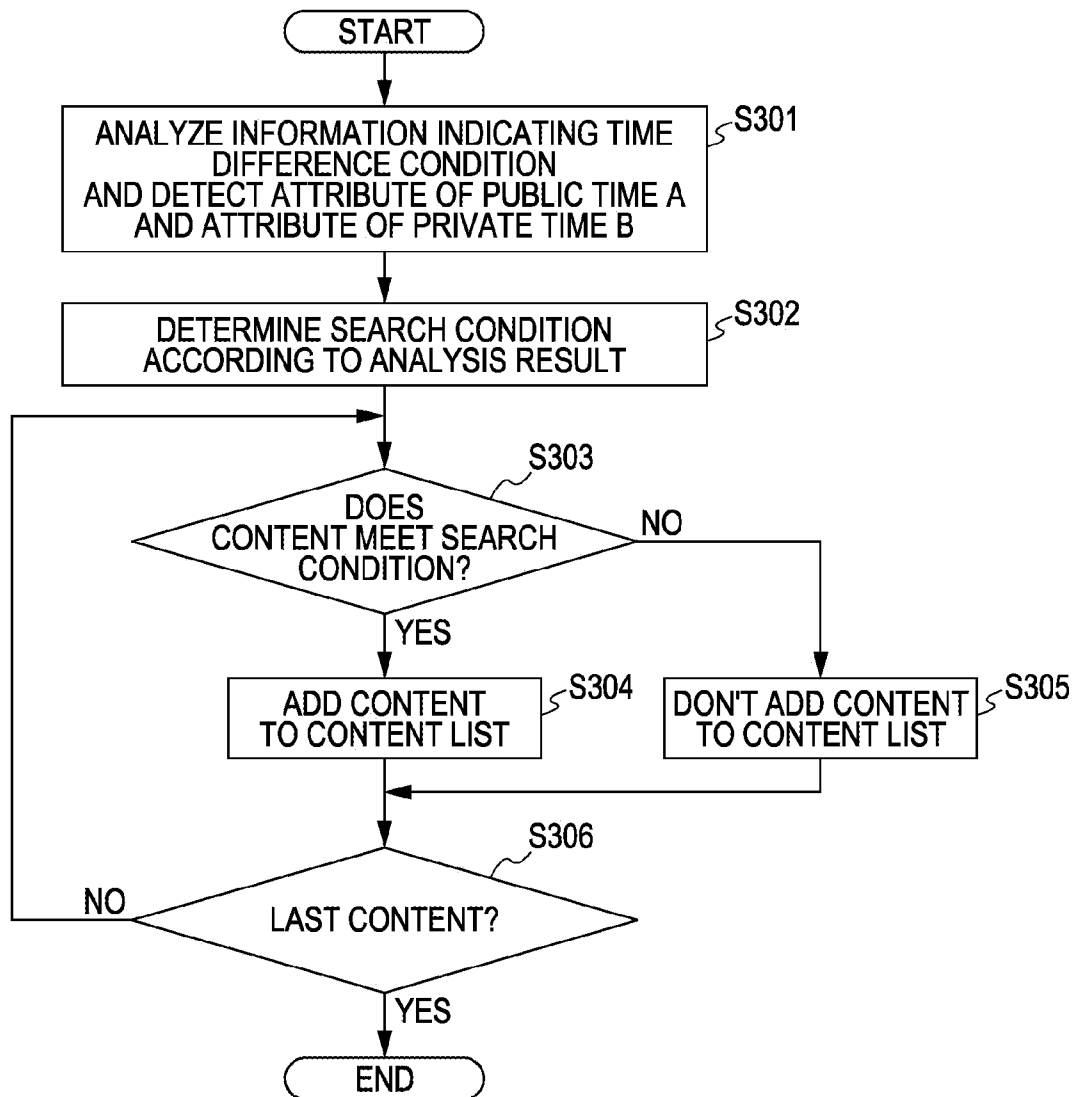 START
S301
ANALYZE INFORMATION INDICATING TIME
DIFFERENCE CONDITION
AND DETECT ATTRIBUTE OF PUBLIC TIME A
AND ATTRIBUTE OF PRIVATE TIME B
S302
DETERMINE SEARCH CONDITION
ACCORDING TO ANALYSIS RESULT
S303
DOES
CONTENT MEET SEARCH
CONDITION?
NO
YES
S304
ADD CONTENT
TO CONTENT LIST
S305
DON'T ADD CONTENT
TO CONTENT LIST
S306
LAST CONTENT?
NO
YES
END